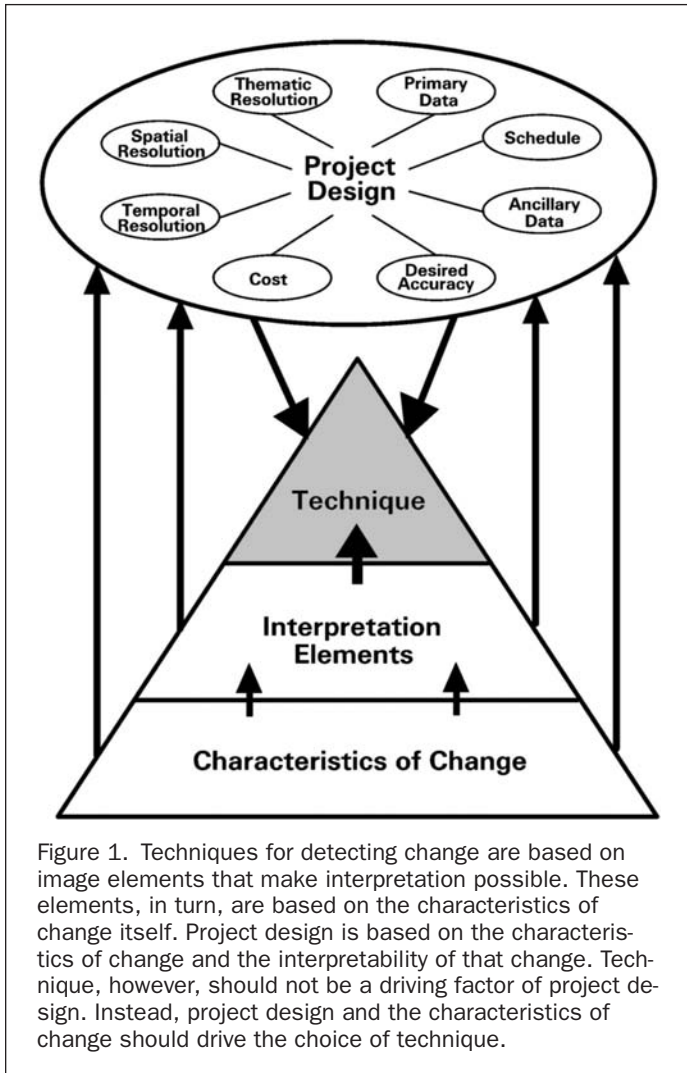 Thematic
Resolution
Primary
Data
Spatial
Resolution
Schedule
Project
Design
Temporal
Resolution
Ancillary
Data
Cost
Desired
Accuracy
Technique
Interpretation
Elements
Characteristics of Change
Figure 1. Techniques for detecting change are based on
image elements that make interpretation possible. These
elements, in turn, are based on the characteristics of
change itself. Project design is based on the characteris-
tics of change and the interpretability of that change. Tech-
nique, however, should not be a driving factor of project de-
sign. Instead, project design and the characteristics of
change should drive the choice of technique.